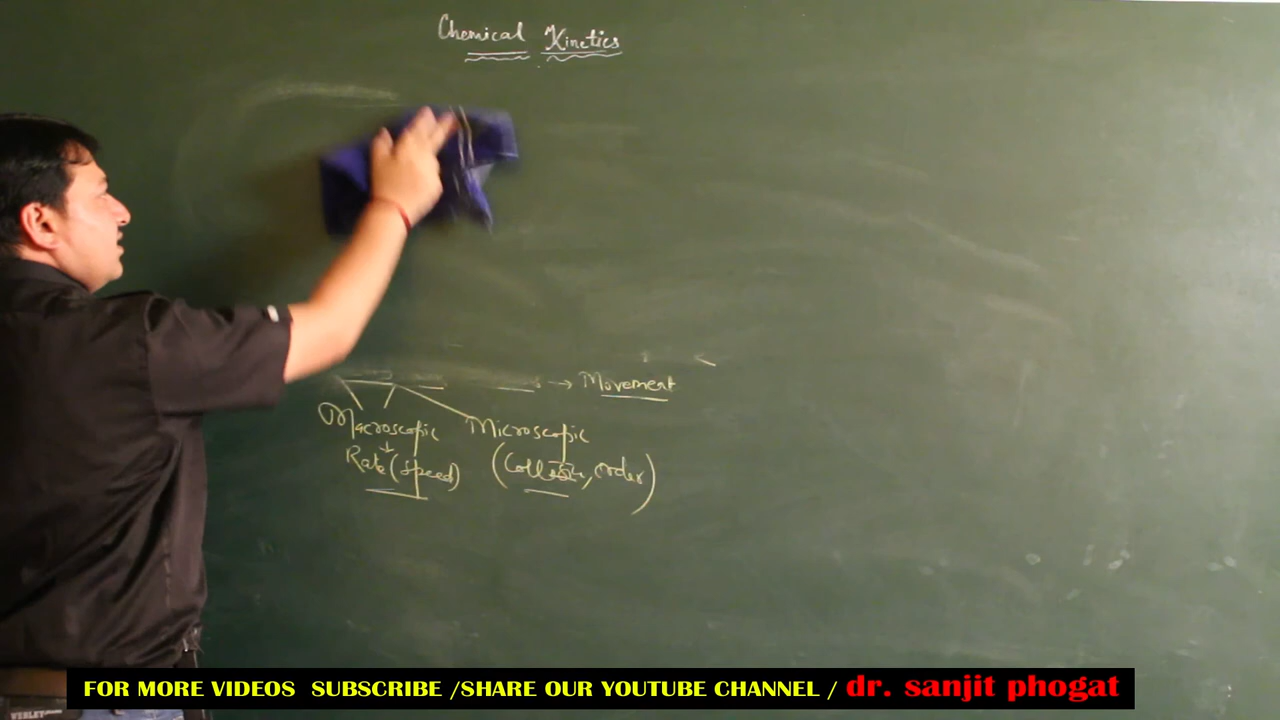 Chemical Kinetics
→ Movement
Macroscopic Microscopic
Rate (Speed) (Collision, order)
FOR MORE VIDEOS SUBSCRIBE /SHARE OUR YOUTUBE CHANNEL / dr. sanjit phogat